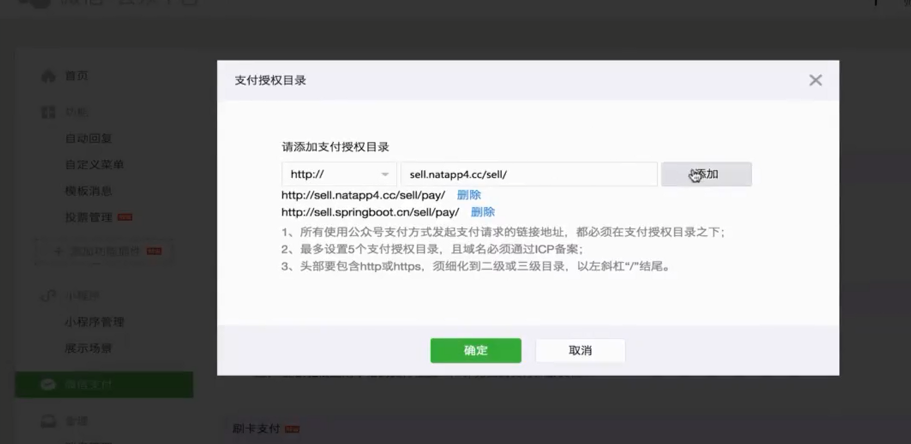 支付授权目录
请添加支付授权目录
http://
sell.natapp4.cc/sell/
添加
http://sell.natapp4.cc/sell/pay/ 删除
http://sell.springboot.cn/sell/pay/ 删除
1、所有使用公众号支付方式发起支付请求的链接地址，都必须在支付授权目录之下；
2、最多设置5个支付授权目录，且域名必须通过ICP备案；
3、头部要包含http或https，须细化到二级或三级目录，以左斜杠“/”结尾。
确定
取消
首页
功能
自动回复
自定义菜单
模板消息
投票管理
添加功能插件
小程序
小程序管理
展示场景
微信支付
管理
刷卡支付